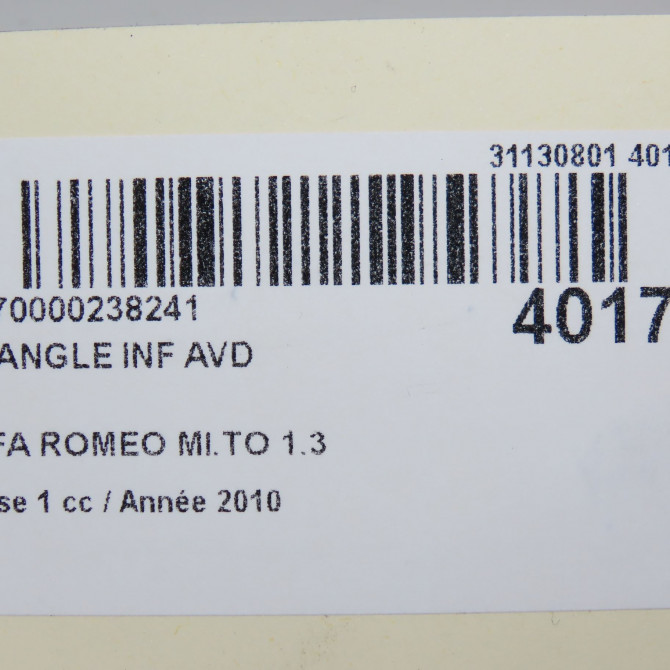 31130801 401
70000238241
4017
ANGLE INF AVD
FA ROMEO MI.TO 1.3
se 1 cc / Année 2010